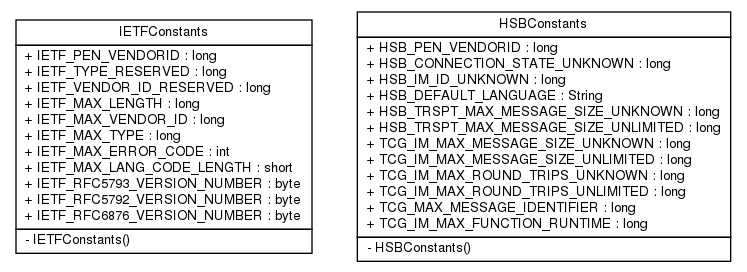 IETFConstants
+ IETF_PEN_VENDORID : long
+ IETF_TYPE_RESERVED : long
+ IETF_VENDOR_ID_RESERVED : long
+ IETF_MAX_LENGTH : long
+ IETF_MAX_VENDOR_ID : long
+ IETF_MAX_TYPE : long
+ IETF_MAX_ERROR_CODE : int
+ IETF_MAX_LANG_CODE_LENGTH : short
+ IETF_RFC5793_VERSION_NUMBER : byte
+ IETF_RFC5792_VERSION_NUMBER : byte
+ IETF_RFC6876_VERSION_NUMBER : byte
- IETFConstants()
HSBConstants
+ HSB_PEN_VENDORID : long
+ HSB_CONNECTION_STATE_UNKNOWN : long
+ HSB_IM_ID_UNKNOWN : long
+ HSB_DEFAULT_LANGUAGE : String
+ HSB_TRSPT_MAX_MESSAGE_SIZE_UNKNOWN : long
+ HSB_TRSPT_MAX_MESSAGE_SIZE_UNLIMITED : long
+ TCG_IM_MAX_MESSAGE_SIZE_UNKNOWN : long
+ TCG_IM_MAX_MESSAGE_SIZE_UNLIMITED : long
+ TCG_IM_MAX_ROUND_TRIPS_UNKNOWN : long
+ TCG_IM_MAX_ROUND_TRIPS_UNLIMITED : long
+ TCG_MAX_MESSAGE_IDENTIFIER : long
+ TCG_IM_MAX_FUNCTION_RUNTIME : long
- HSBConstants()